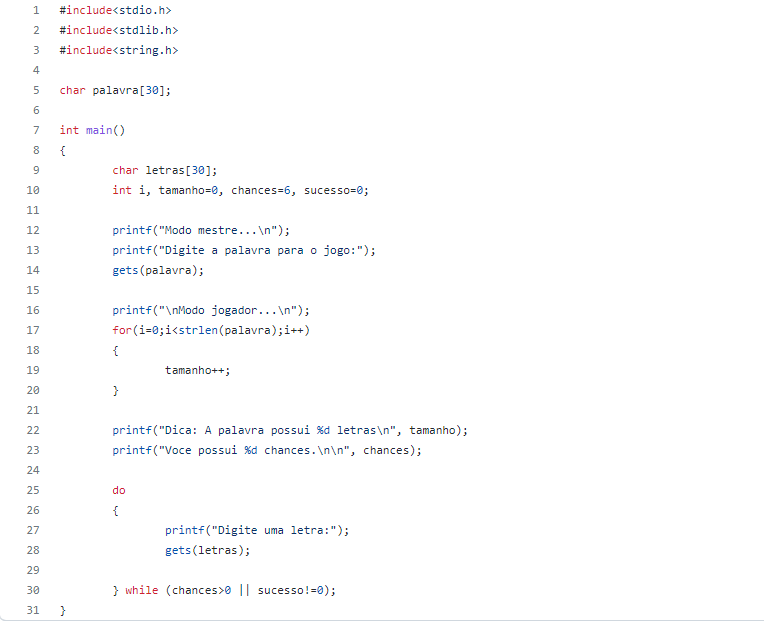 1 #include<stdio.h>
2 #include<stdlib.h>
3 #include<string.h>
4
5 char palavra[30];
6
7 int main()
8 {
9 char letras[30];
10 int i, tamanho=0, chances=6, sucesso=0;
11
12 printf("Modo mestre...\n");
13 printf("Digite a palavra para o jogo:");
14 gets(palavra);
15
16 printf("\nModo jogador...\n");
17 for(i=0;i<strlen(palavra);i++)
18 {
19 tamanho++;
20 }
21
22 printf("Dica: A palavra possui %d letras\n", tamanho);
23 printf("Voce possui %d chances.\n\n", chances);
24
25 do
26 {
27 printf("Digite uma letra:");
28 gets(letras);
29
30 } while (chances>0 || sucesso!=0);
31 }